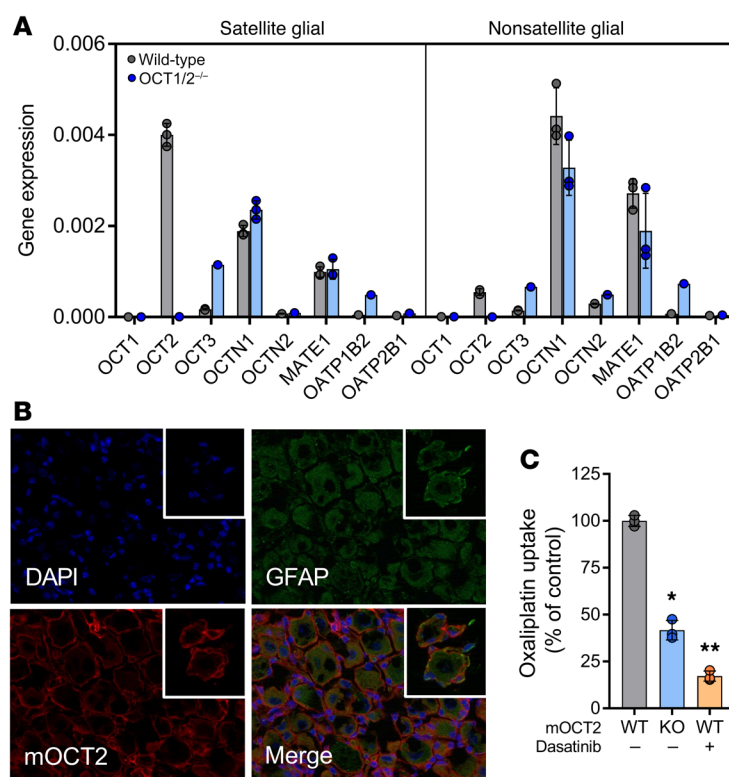 A
Satellite glial
Nonsatellite glial
0.006
0.004
0.002
0.000
Gene expression
Wild-type
OCT1/2⁻/⁻
OCT1
OCT2
OCT3
OCTN1
OCTN2
MATE1
OATP1B2
OATP2B1
OCT1
OCT2
OCT3
OCTN1
OCTN2
MATE1
OATP1B2
OATP2B1
B
DAPI
GFAP
mOCT2
Merge
C
Oxaliplatin uptake
(% of control)
125
100
75
50
25
0
*
**
mOCT2 WT KO WT
Dasatinib – – +